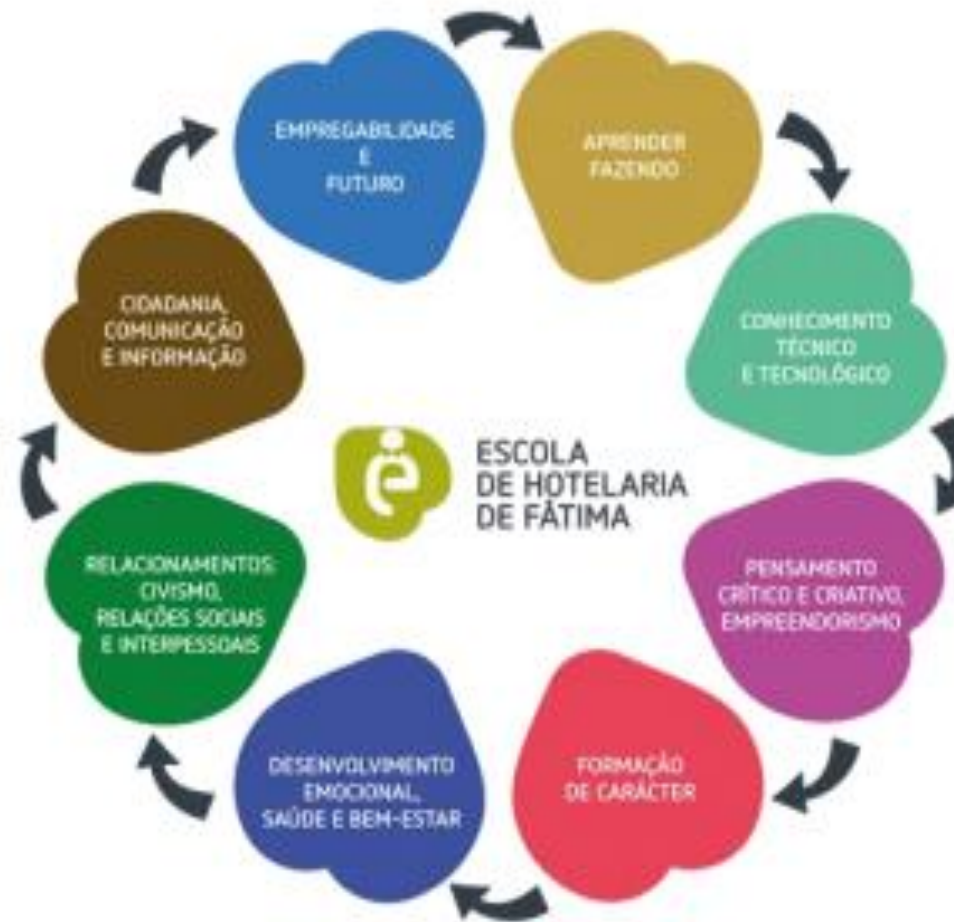 EMPREGABILIDADE
E
FUTURO
APRENDER
FAZENDO
CONHECIMENTO
TÉCNICO
E TECNOLÓGICO
PENSAMENTO
CRÍTICO E CRIATIVO,
EMPREENDORISMO
FORMAÇÃO
DE CARÁCTER
DESENVOLVIMENTO
EMOCIONAL,
SAÚDE E BEM-ESTAR
RELACIONAMENTOS:
CIVISMO,
RELAÇÕES SOCIAIS
E INTERPESSOAIS
CIDADANIA,
COMUNICAÇÃO
E INFORMAÇÃO
ESCOLA
DE HOTELARIA
DE FÁTIMA